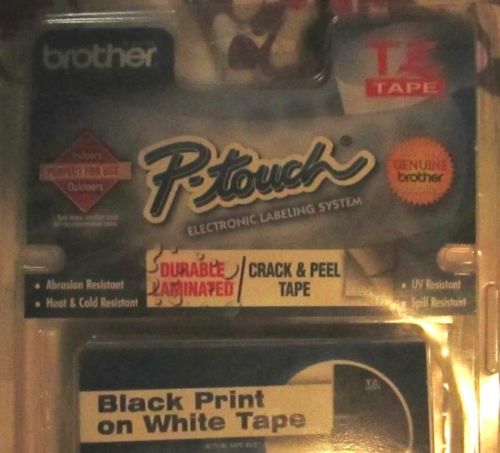 brother
TZ
TAPE
Indoors
PERFECT FOR USE
Outdoors
P-touch®
ELECTRONIC LABELING SYSTEM
GENUINE
brother
DURABLE
LAMINATED / CRACK & PEEL
TAPE
• Abrasion Resistant
• Heat & Cold Resistant
• UV Resistant
• Spill Resistant
Black Print
on White Tape